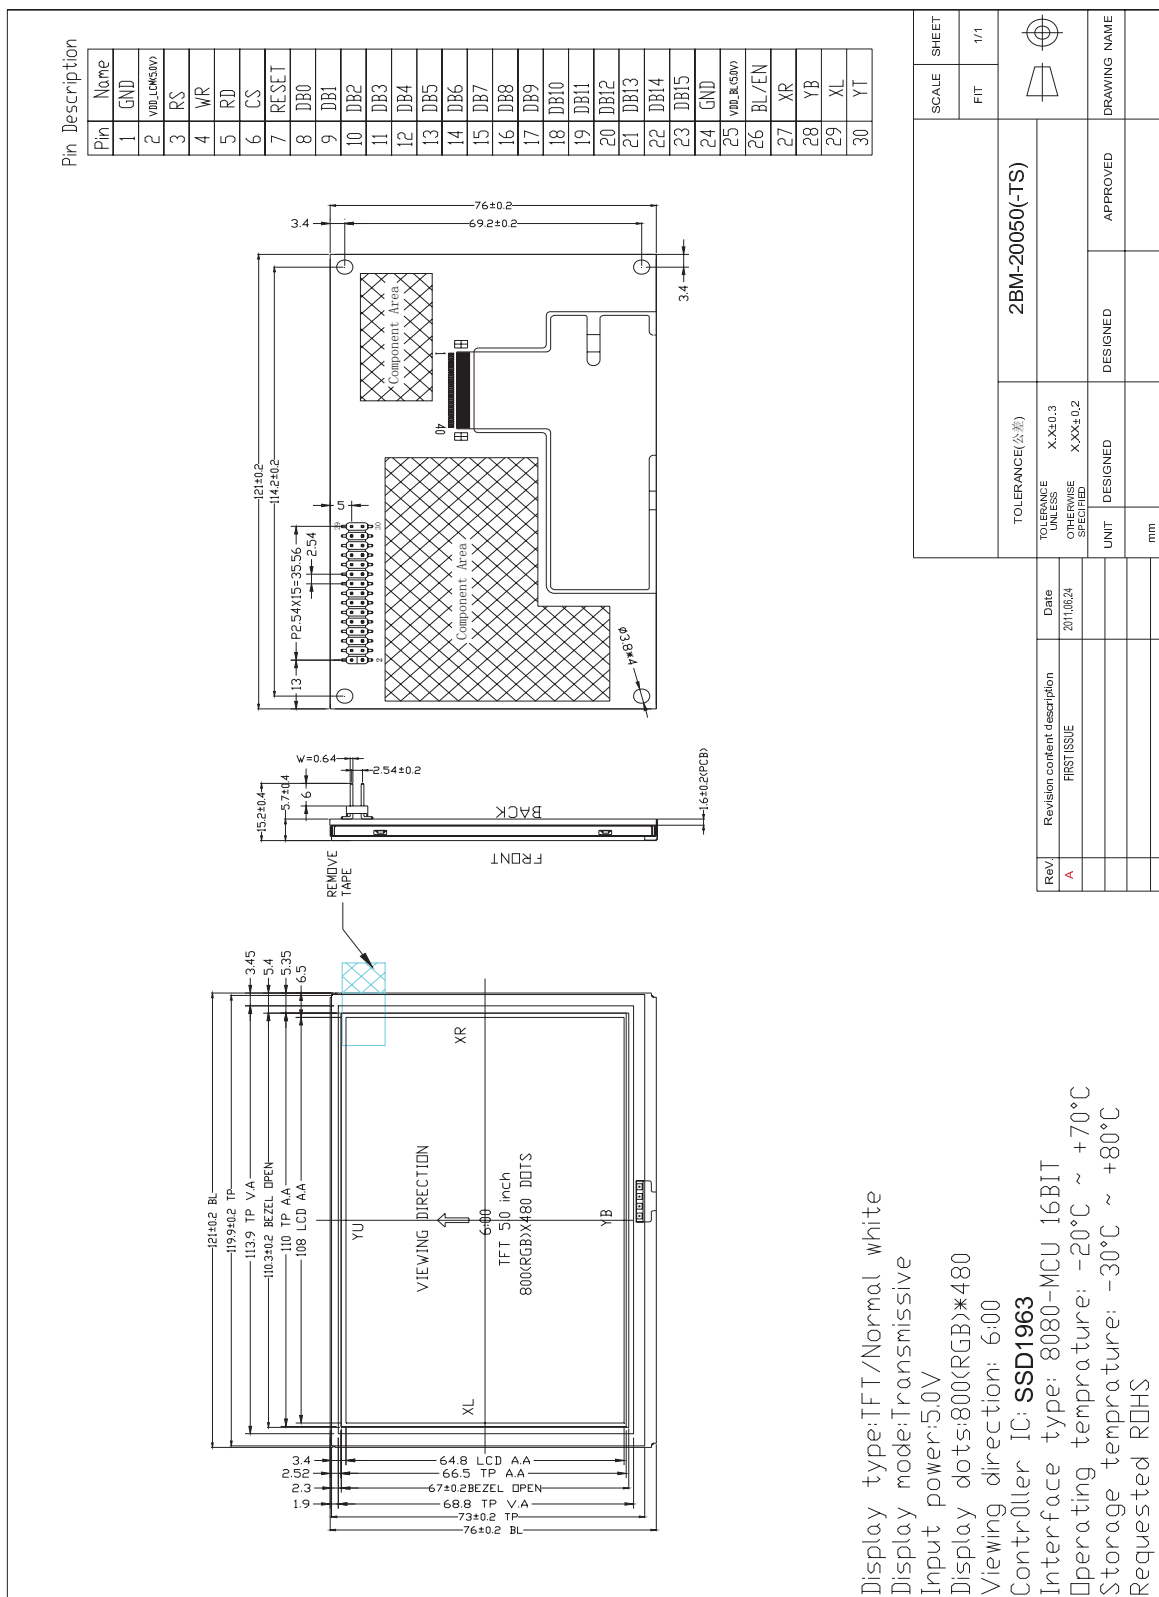 Pin Description
Pin Name
1 GND
2 VDD_LCM(5.0V)
3 RS
4 WR
5 RD
6 CS
7 RESET
8 DB0
9 DB1
10 DB2
11 DB3
12 DB4
13 DB5
14 DB6
15 DB7
16 DB8
17 DB9
18 DB10
19 DB11
20 DB12
21 DB13
22 DB14
23 DB15
24 GND
25 VDD_BL(5.0V)
26 BL/EN
27 XR
28 YB
29 XL
30 YT
121±0.2 BL
119.9±0.2 TP
113.9 TP V.A
110.3±0.2 BEZEL OPEN
110 TP A.A
108 LCD A.A
3.45
5.4
5.35
6.5
REMOVE
TAPE
YU
XL
XR
YB
VIEWING DIRECTION
6:00
TFT 5.0 inch
800(RGB)X480 DOTS
3.4
64.8 LCD A.A
2.52
66.5 TP A.A
2.3
67±0.2BEZEL OPEN
1.9
68.8 TP V.A
73±0.2 TP
76±0.2 BL
15.2±0.4
5.7±0.4
6
W=0.64
2.54±0.2
FRONT
BACK
1.6±0.2(PCB)
121±0.2
114.2±0.2
13
P2.54X15=35.56
2.54
5
2
29
30
Component Area
Component Area
40
1
Ø3.8*4
3.4
69.2±0.2
76±0.2
3.4
Display type:TFT/Normal white
Display mode:Transmissive
Input power:5.0V
Display dots:800(RGB)*480
Viewing direction: 6:00
Contr0ller IC: SSD1963
Interface type: 8080-MCU 16BIT
Operating temprature: -20°C ~ +70°C
Storage temprature: -30°C ~ +80°C
Requested ROHS
ReV. Revision content description Date
A FIRST ISSUE 2011.06.24
TOLERANCE(公差)
TOLERANCE
UNLESS
OTHERWISE
SPECIFIED
X.X±0.3
X.XX±0.2
2BM-20050(-TS)
SCALE SHEET
FIT 1/1
UNIT DESIGNED DESIGNED APPROVED DRAWING NAME
mm